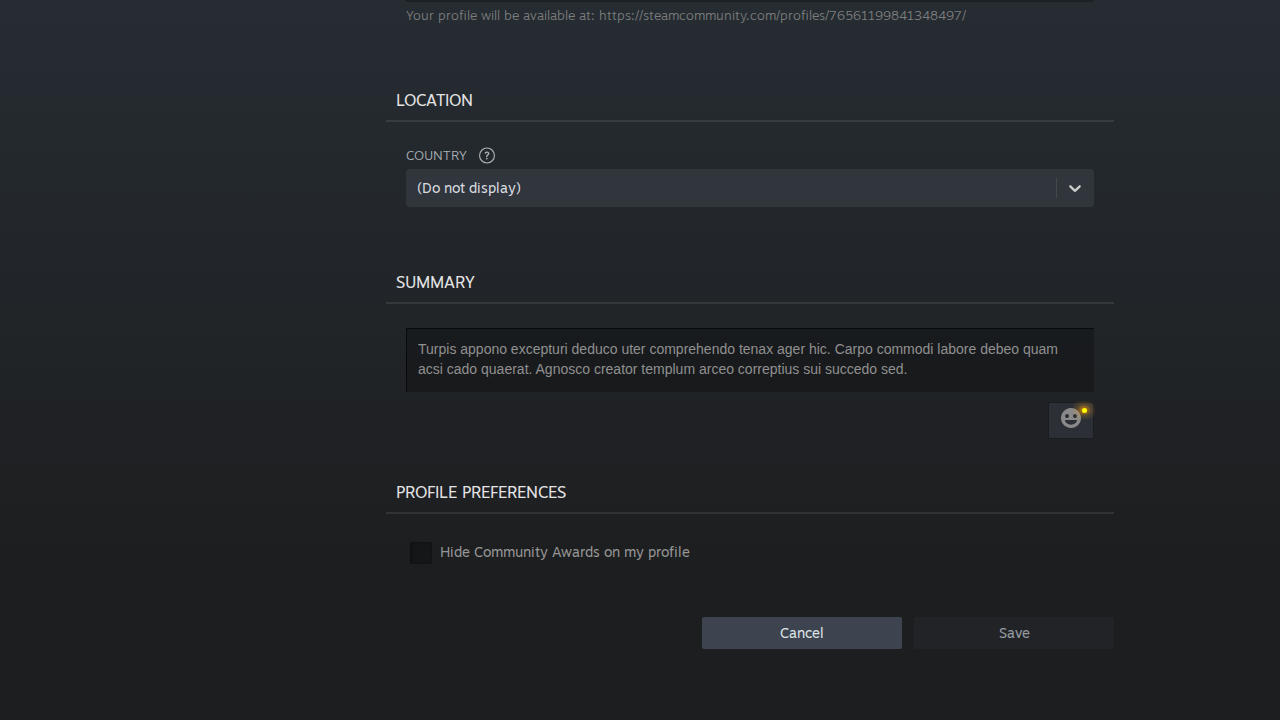 Your profile will be available at: https://steamcommunity.com/profiles/76561199841348497/
LOCATION
COUNTRY ?
(Do not display)
SUMMARY
Turpis appono excepturi deduco uter comprehendo tenax ager hic. Carpo commodi labore debeo quam
acsi cado quaerat. Agnosco creator templum arceo correptius sui succedo sed.
PROFILE PREFERENCES
Hide Community Awards on my profile
Cancel
Save